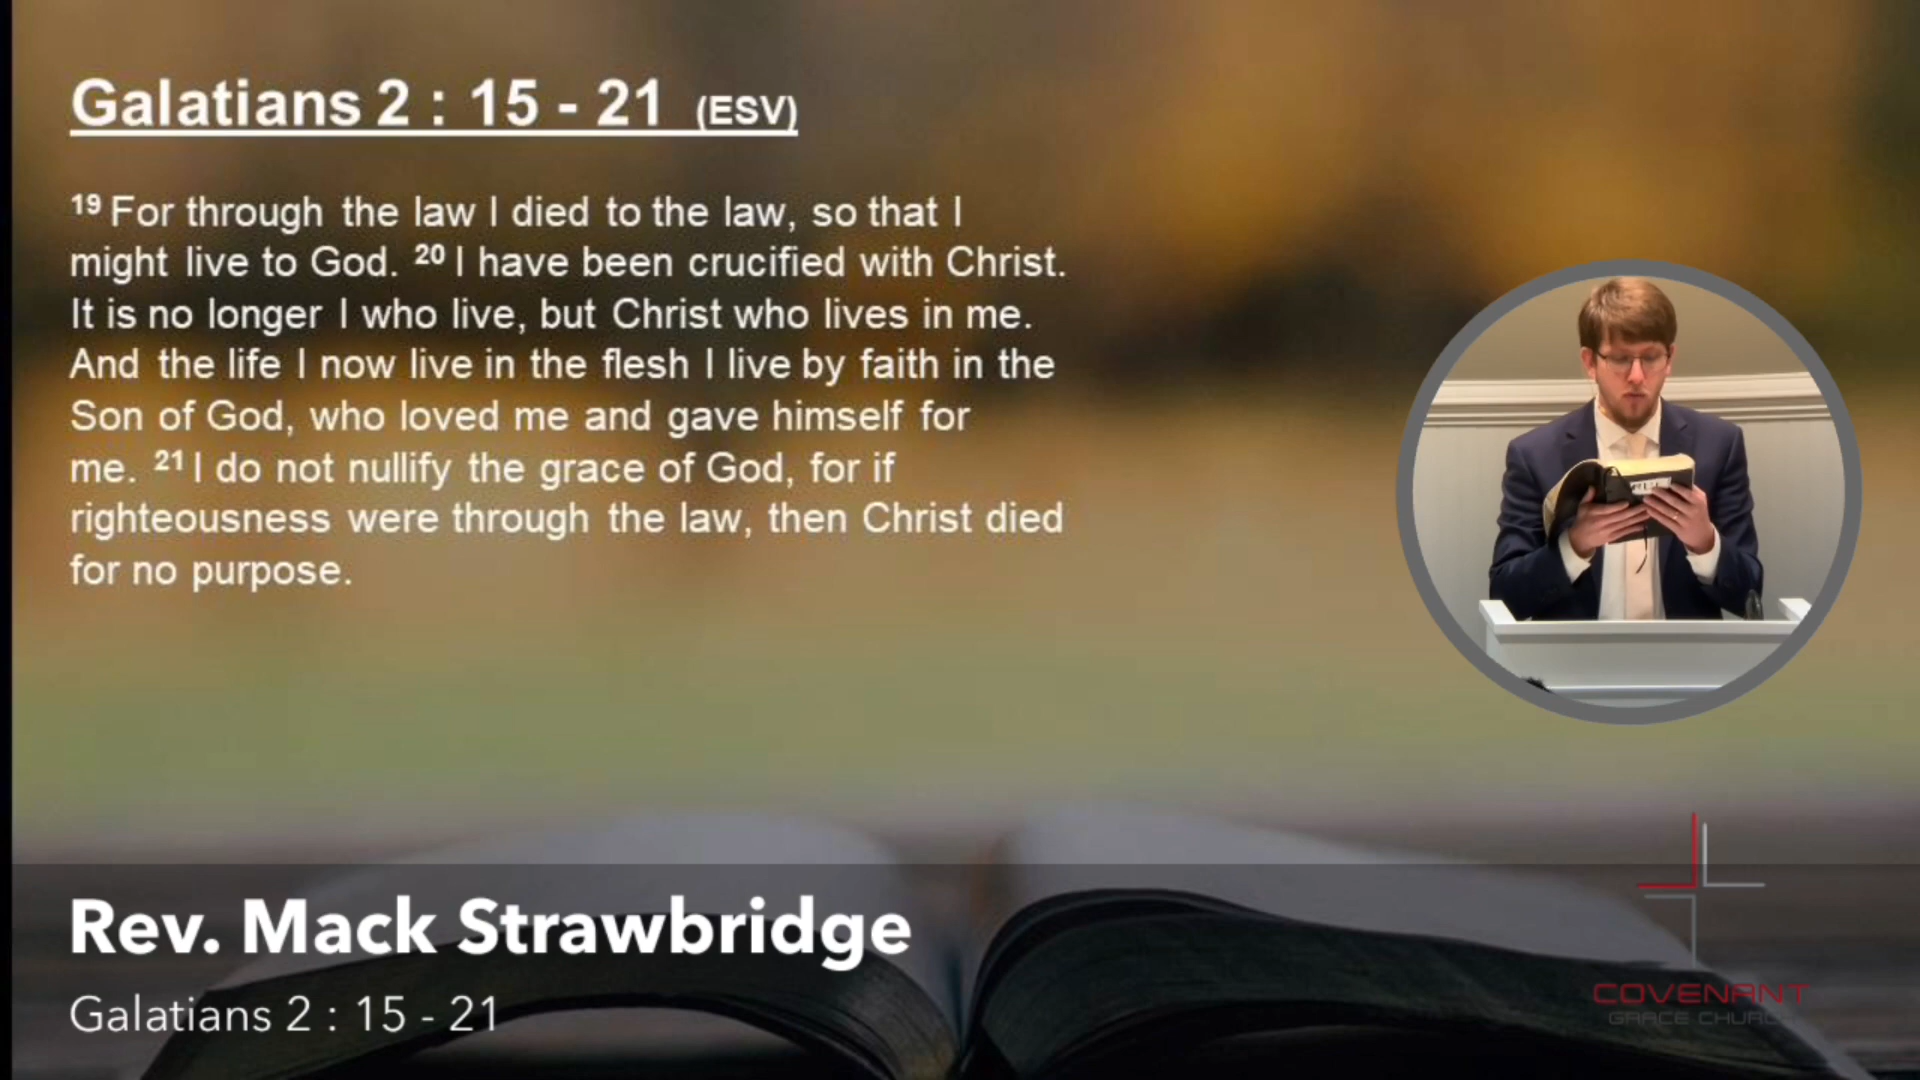 Galatians 2 : 15 - 21 (ESV)
19 For through the law I died to the law, so that I
might live to God. 20 I have been crucified with Christ.
It is no longer I who live, but Christ who lives in me.
And the life I now live in the flesh I live by faith in the
Son of God, who loved me and gave himself for
me. 21 I do not nullify the grace of God, for if
righteousness were through the law, then Christ died
for no purpose.
Rev. Mack Strawbridge
Galatians 2 : 15 - 21
COVENANT
GRACE CHURCH